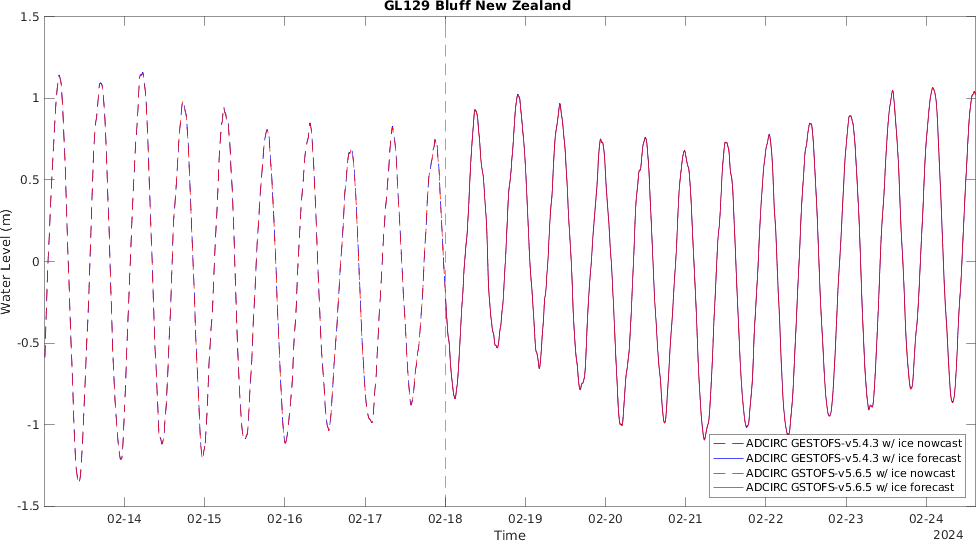 GL129 Bluff New Zealand
1.5
1
0.5
0
-0.5
-1
-1.5
Water Level (m)
02-14
02-15
02-16
02-17
02-18
02-19
02-20
02-21
02-22
02-23
02-24
Time
2024
ADCIRC GESTOFS-v5.4.3 w/ ice nowcast
ADCIRC GESTOFS-v5.4.3 w/ ice forecast
ADCIRC GSTOFS-v5.6.5 w/ ice nowcast
ADCIRC GSTOFS-v5.6.5 w/ ice forecast